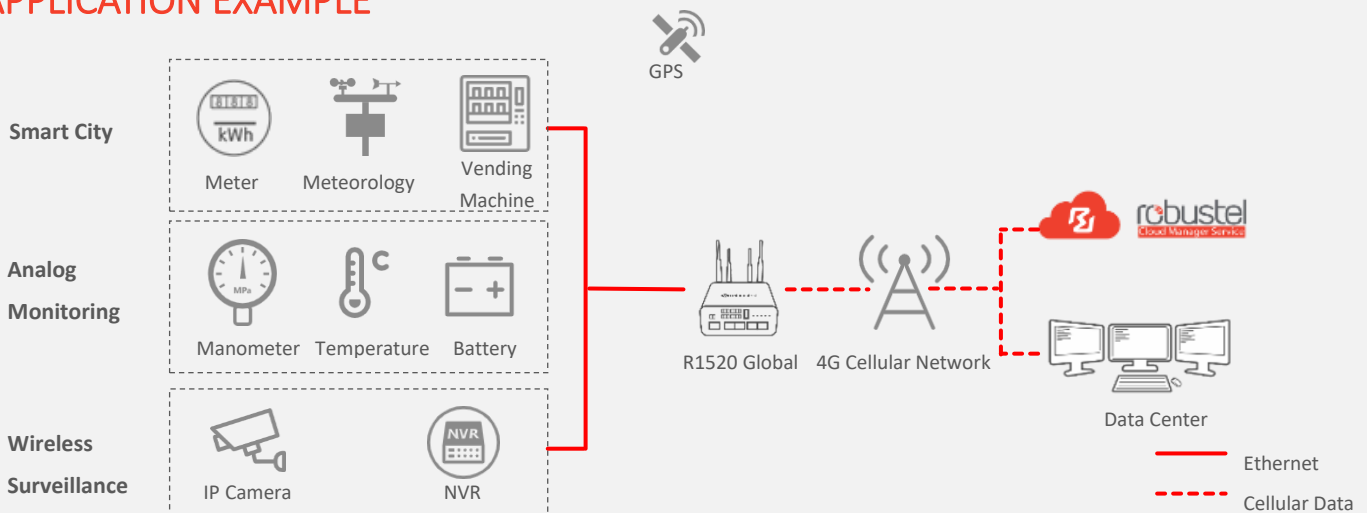 APPLICATION EXAMPLE
GPS
Smart City
888
kWh
Meter
Meteorology
Vending
Machine
Analog
Monitoring
MPa
C
Manometer
Temperature
Battery
R1520 Global
4G Cellular Network
robustel
Cloud Manager Service
Data Center
Wireless
Surveillance
IP Camera
NVR
NVR
Ethernet
Cellular Data